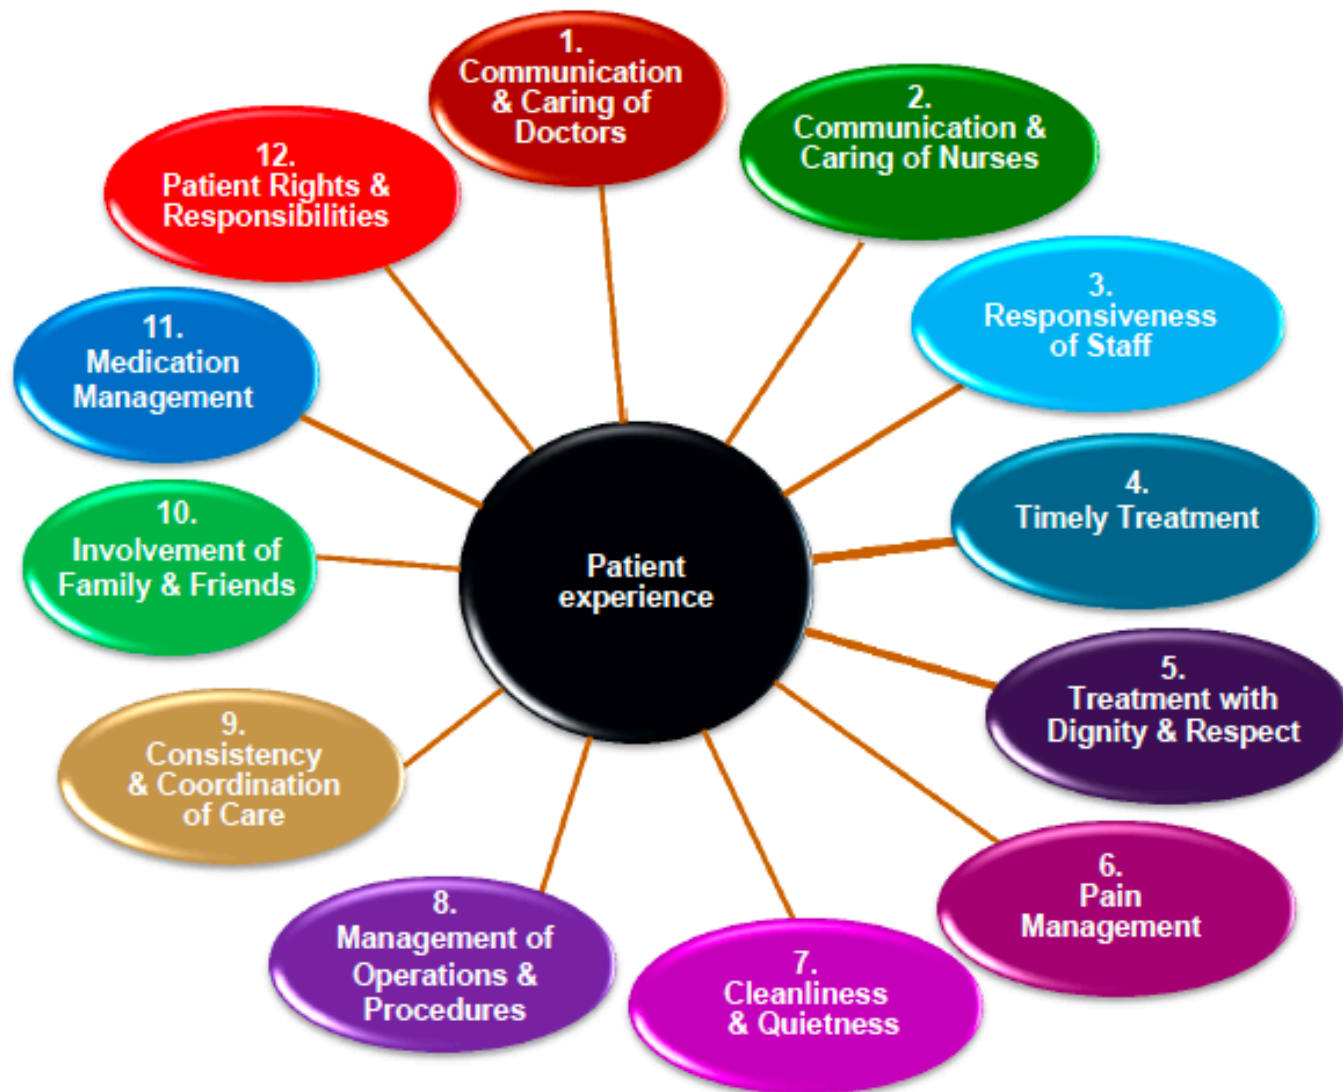 1.
Communication
& Caring of
Doctors
2.
Communication &
Caring of Nurses
3.
Responsiveness
of Staff
4.
Timely Treatment
5.
Treatment with
Dignity & Respect
6.
Pain
Management
7.
Cleanliness
& Quietness
8.
Management of
Operations &
Procedures
9.
Consistency
& Coordination
of Care
10.
Involvement of
Family & Friends
11.
Medication
Management
12.
Patient Rights &
Responsibilities
Patient
experience